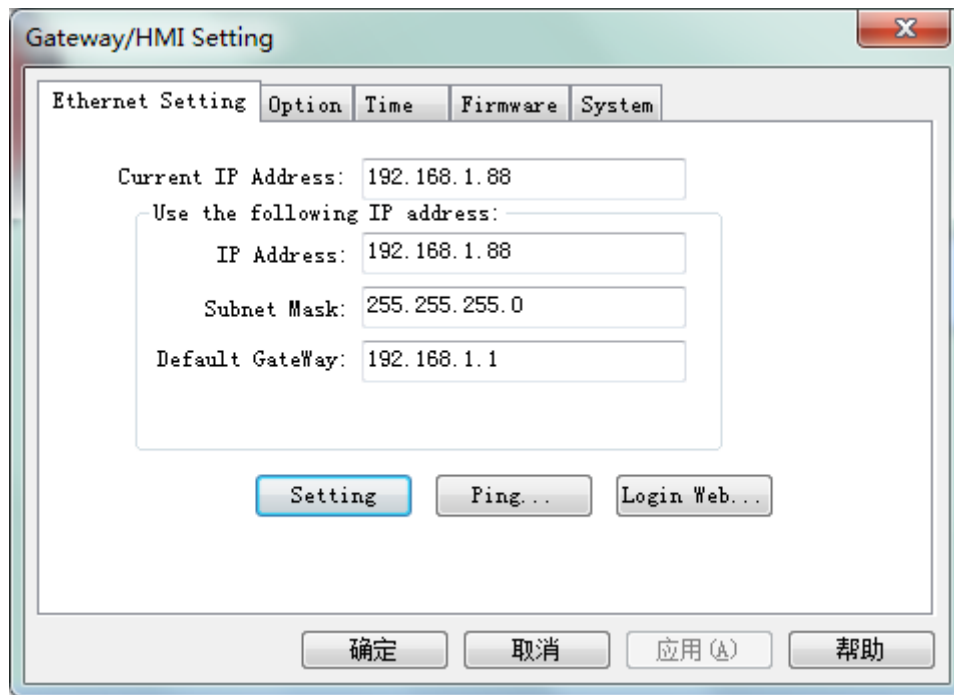 Gateway/HMI Setting
Ethernet Setting Option Time Firmware System
Current IP Address: 192.168.1.88
Use the following IP address:
IP Address: 192.168.1.88
Subnet Mask: 255.255.255.0
Default GateWay: 192.168.1.1
Setting Ping... Login Web...
确定 取消 应用(A) 帮助